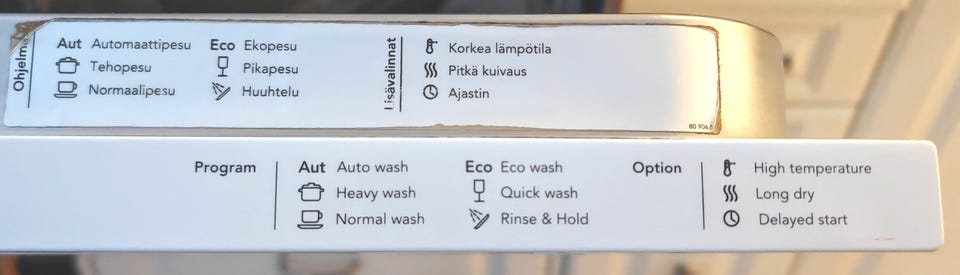 Ohjelma
Aut Automaattipesu
Tehopesu
Normaalipesu
Eco Ekopesu
Pikapesu
Huuhtelu
Lisävalinnat
Korkea lämpötila
Pitkä kuivaus
Ajastin
Program
Aut Auto wash
Heavy wash
Normal wash
Eco Eco wash
Quick wash
Rinse & Hold
Option
High temperature
Long dry
Delayed start